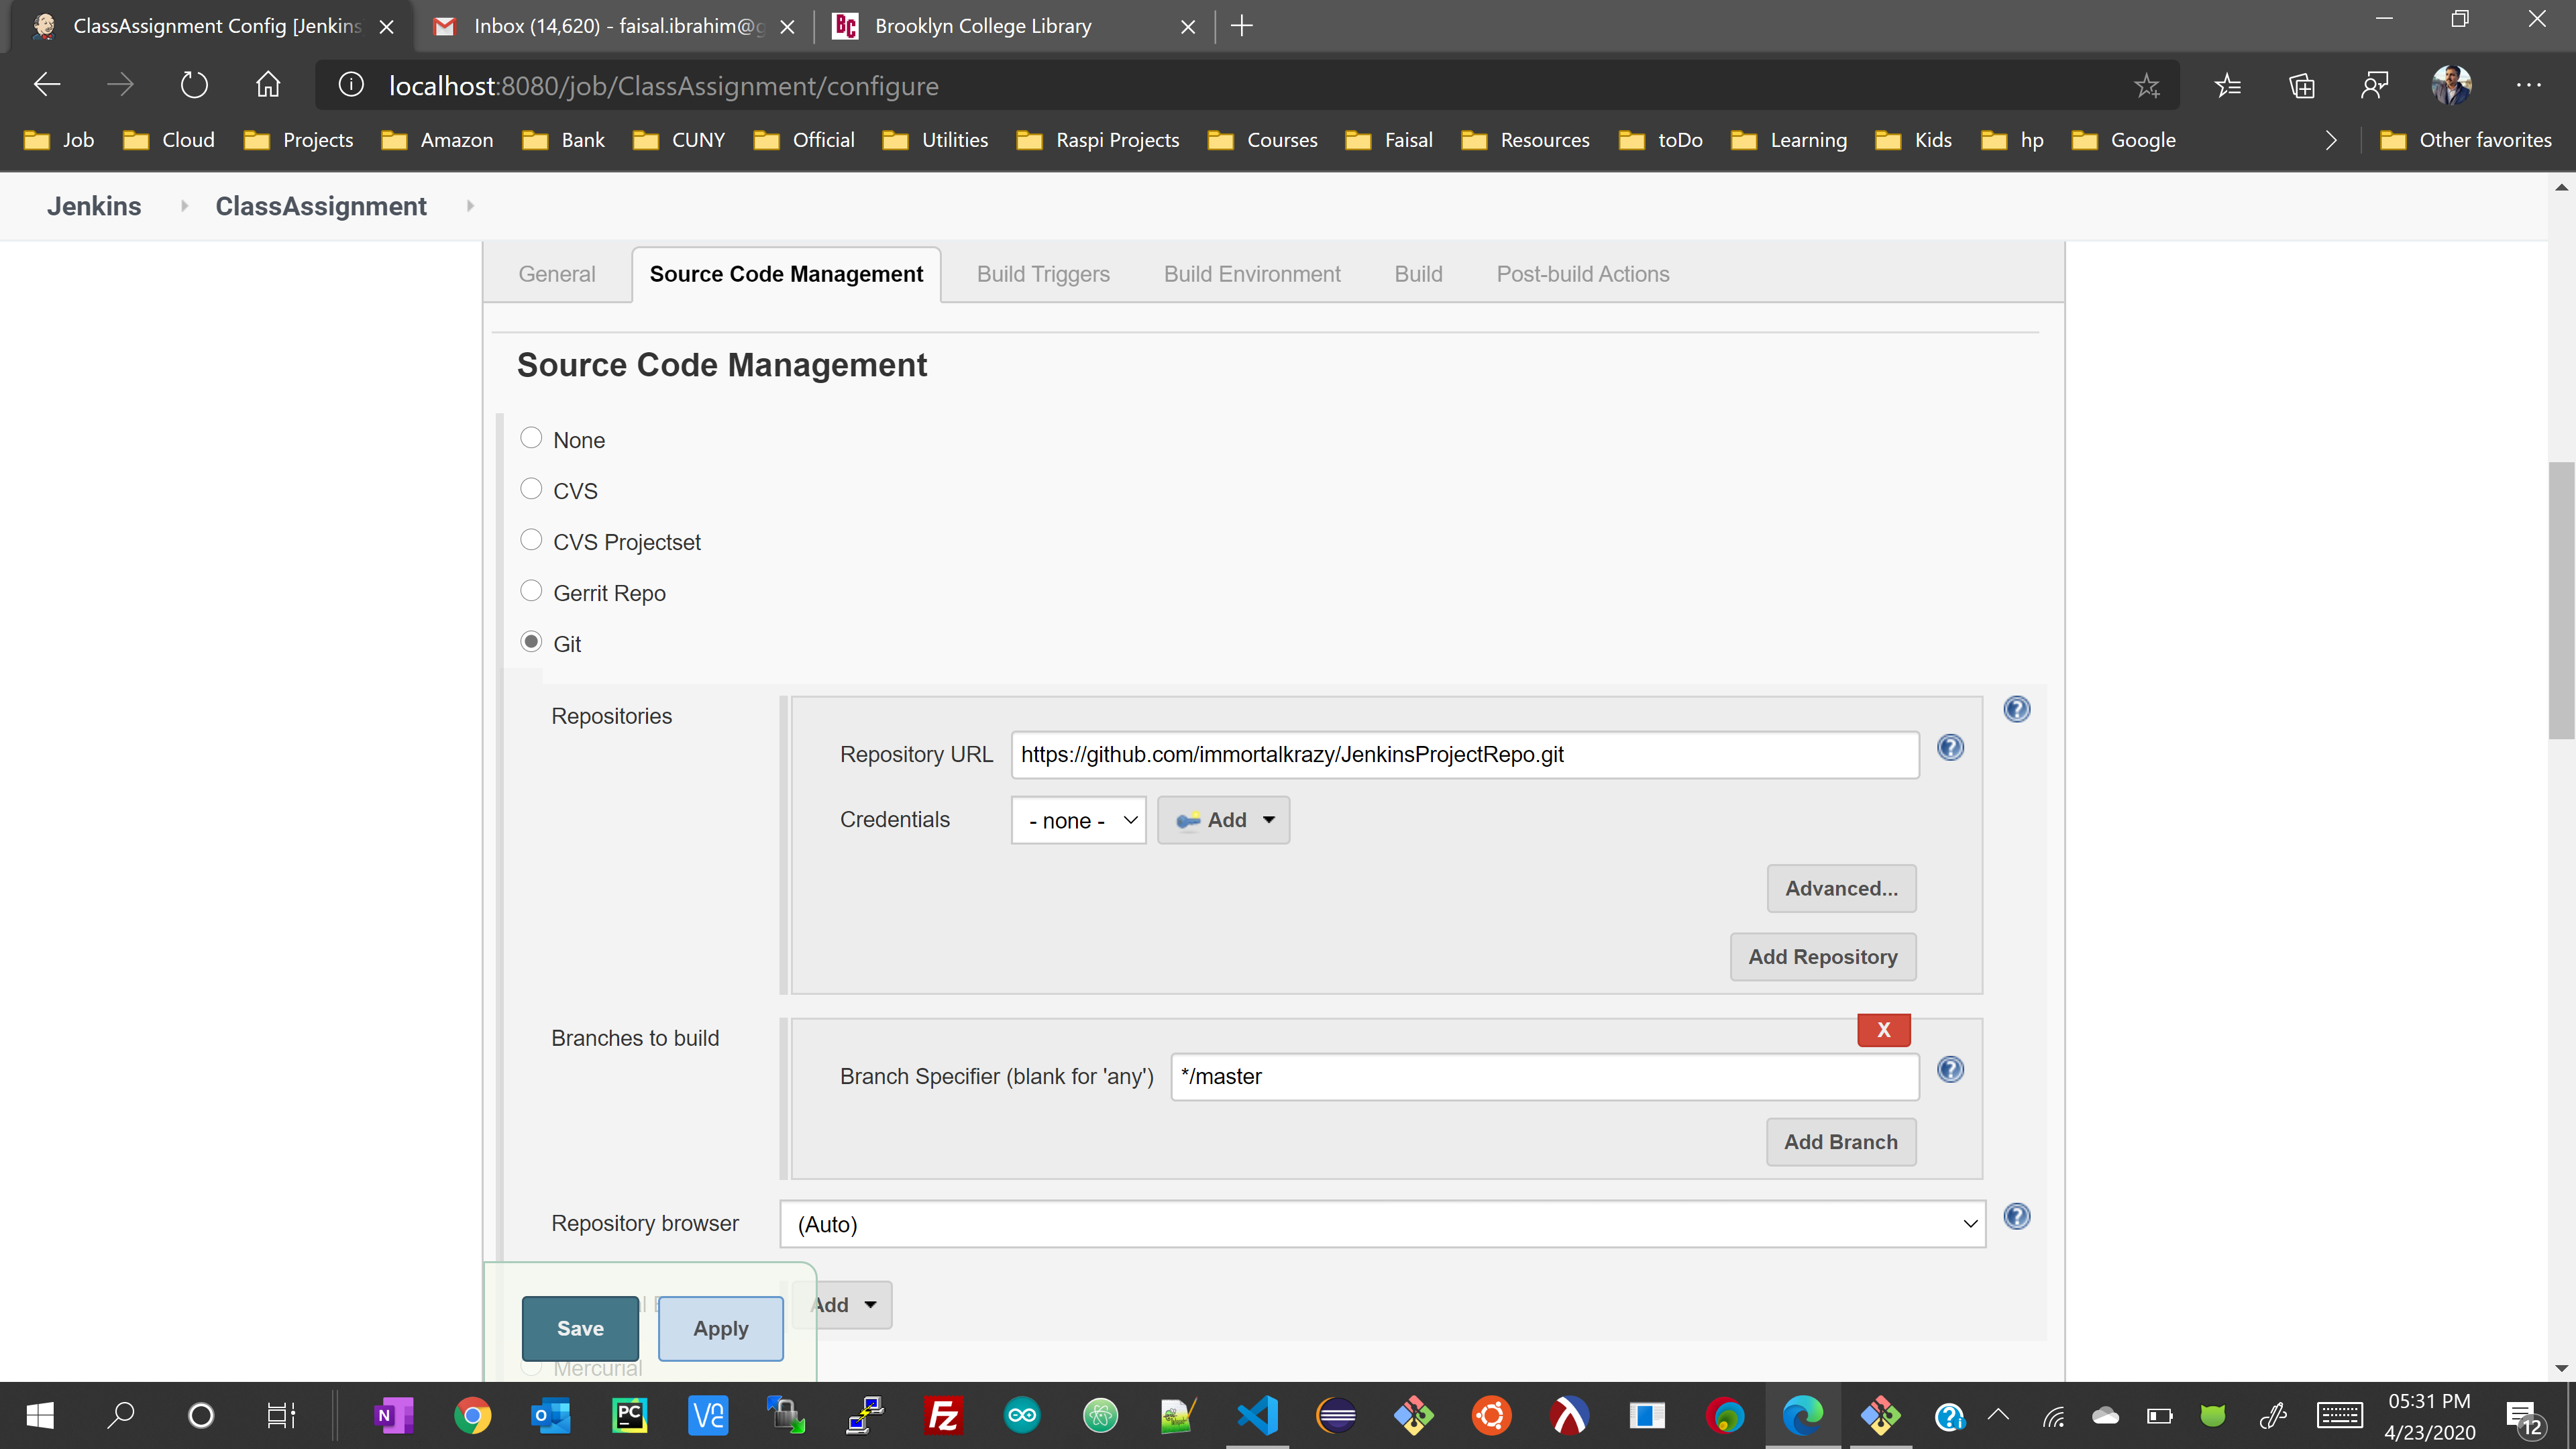 ClassAssignment Config [Jenkins
Inbox (14,620) - faisal.ibrahim@g
BC
Brooklyn College Library
localhost:8080/job/ClassAssignment/configure
Job Cloud Projects Amazon Bank CUNY Official Utilities Raspi Projects Courses Faisal Resources toDo Learning Kids hp Google Other favorites
Jenkins ClassAssignment
General Source Code Management Build Triggers Build Environment Build Post-build Actions
Source Code Management
None
CVS
CVS Projectset
Gerrit Repo
Git
Repositories
Repository URL https://github.com/immortalkrazy/JenkinsProjectRepo.git
Credentials - none - Add
Advanced...
Add Repository
Branches to build
X
Branch Specifier (blank for 'any') */master
Add Branch
Repository browser (Auto)
Add
Save Apply
Mercurial
N
PC
Fz
05:31 PM
4/23/2020
12